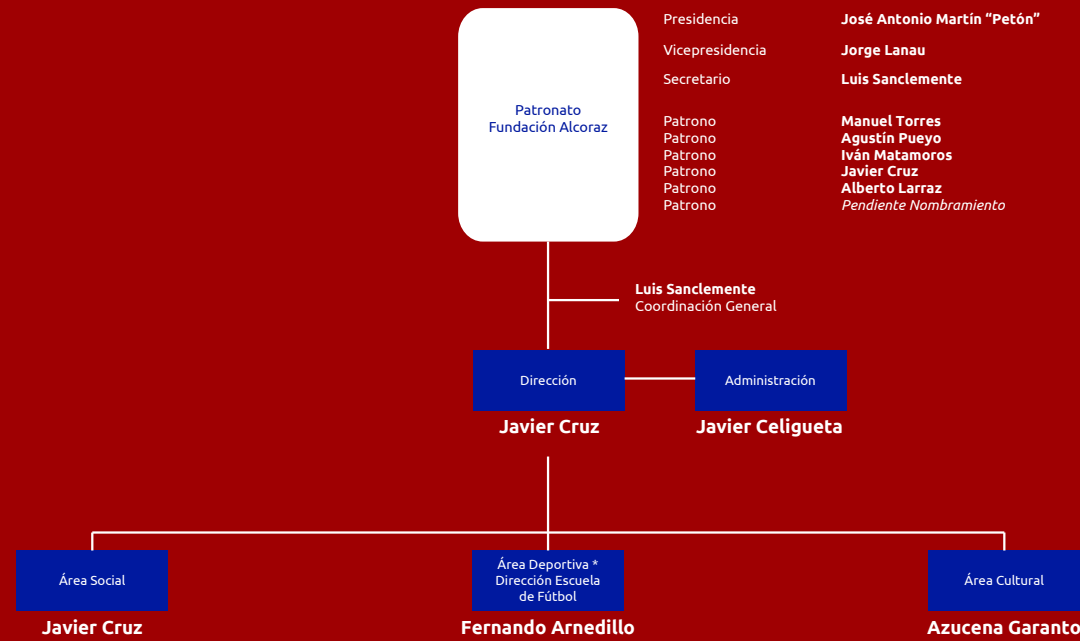 Presidencia José Antonio Martín “Petón”
Vicepresidencia Jorge Lanau
Secretario Luis Sanclemente
Patronato
Fundación Alcoraz
Patrono Manuel Torres
Patrono Agustín Pueyo
Patrono Iván Matamoros
Patrono Javier Cruz
Patrono Alberto Larraz
Patrono Pendiente Nombramiento
Luis Sanclemente
Coordinación General
Dirección
Administración
Javier Cruz
Javier Celigueta
Área Social
Área Deportiva *
Dirección Escuela
de Fútbol
Área Cultural
Javier Cruz
Fernando Arnedillo
Azucena Garanto